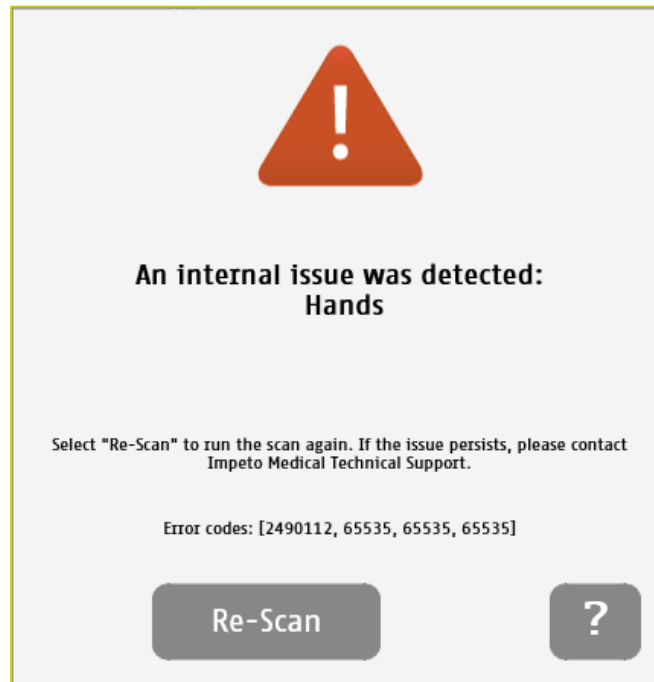 !
An internal issue was detected:
Hands
Select "Re-Scan" to run the scan again. If the issue persists, please contact
Impeto Medical Technical Support.
Error codes: [2490112, 65535, 65535, 65535]
Re-Scan
?